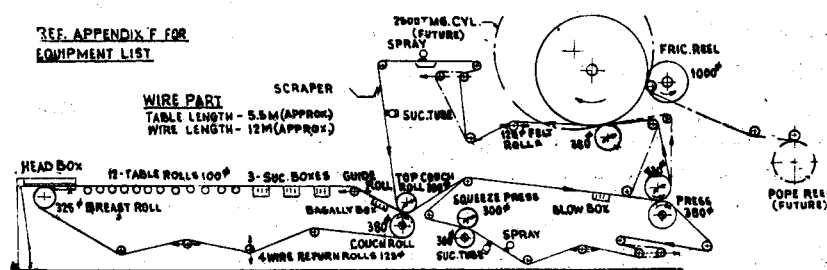 REF. APPENDIX 'F' FOR
EQUIPMENT LIST
2500 Φ MG. CYL.
(FUTURE)
SPRAY
FRIC. REEL
1000 Φ
SCRAPER
WIRE PART
TABLE LENGTH - 5.5M (APPROX.)
WIRE LENGTH - 12M (APPROX.)
SUC. TUBE
125 Φ FELT
ROLLS
380 Φ
HEAD BOX
12-TABLE ROLLS 100 Φ
3-SUC. BOXES
GUIDE
ROLL
TOP COUCH
ROLL
POPE REEL
(FUTURE)
325 Φ BREAST ROLL
BAGALLY BOX
SQUEEZE PRESS
300 Φ
BLOW BOX
PRESS
380 Φ
380 Φ
COUCH ROLL
SPRAY
SUC. TUBE
4 WIRE RETURN ROLLS 125 Φ